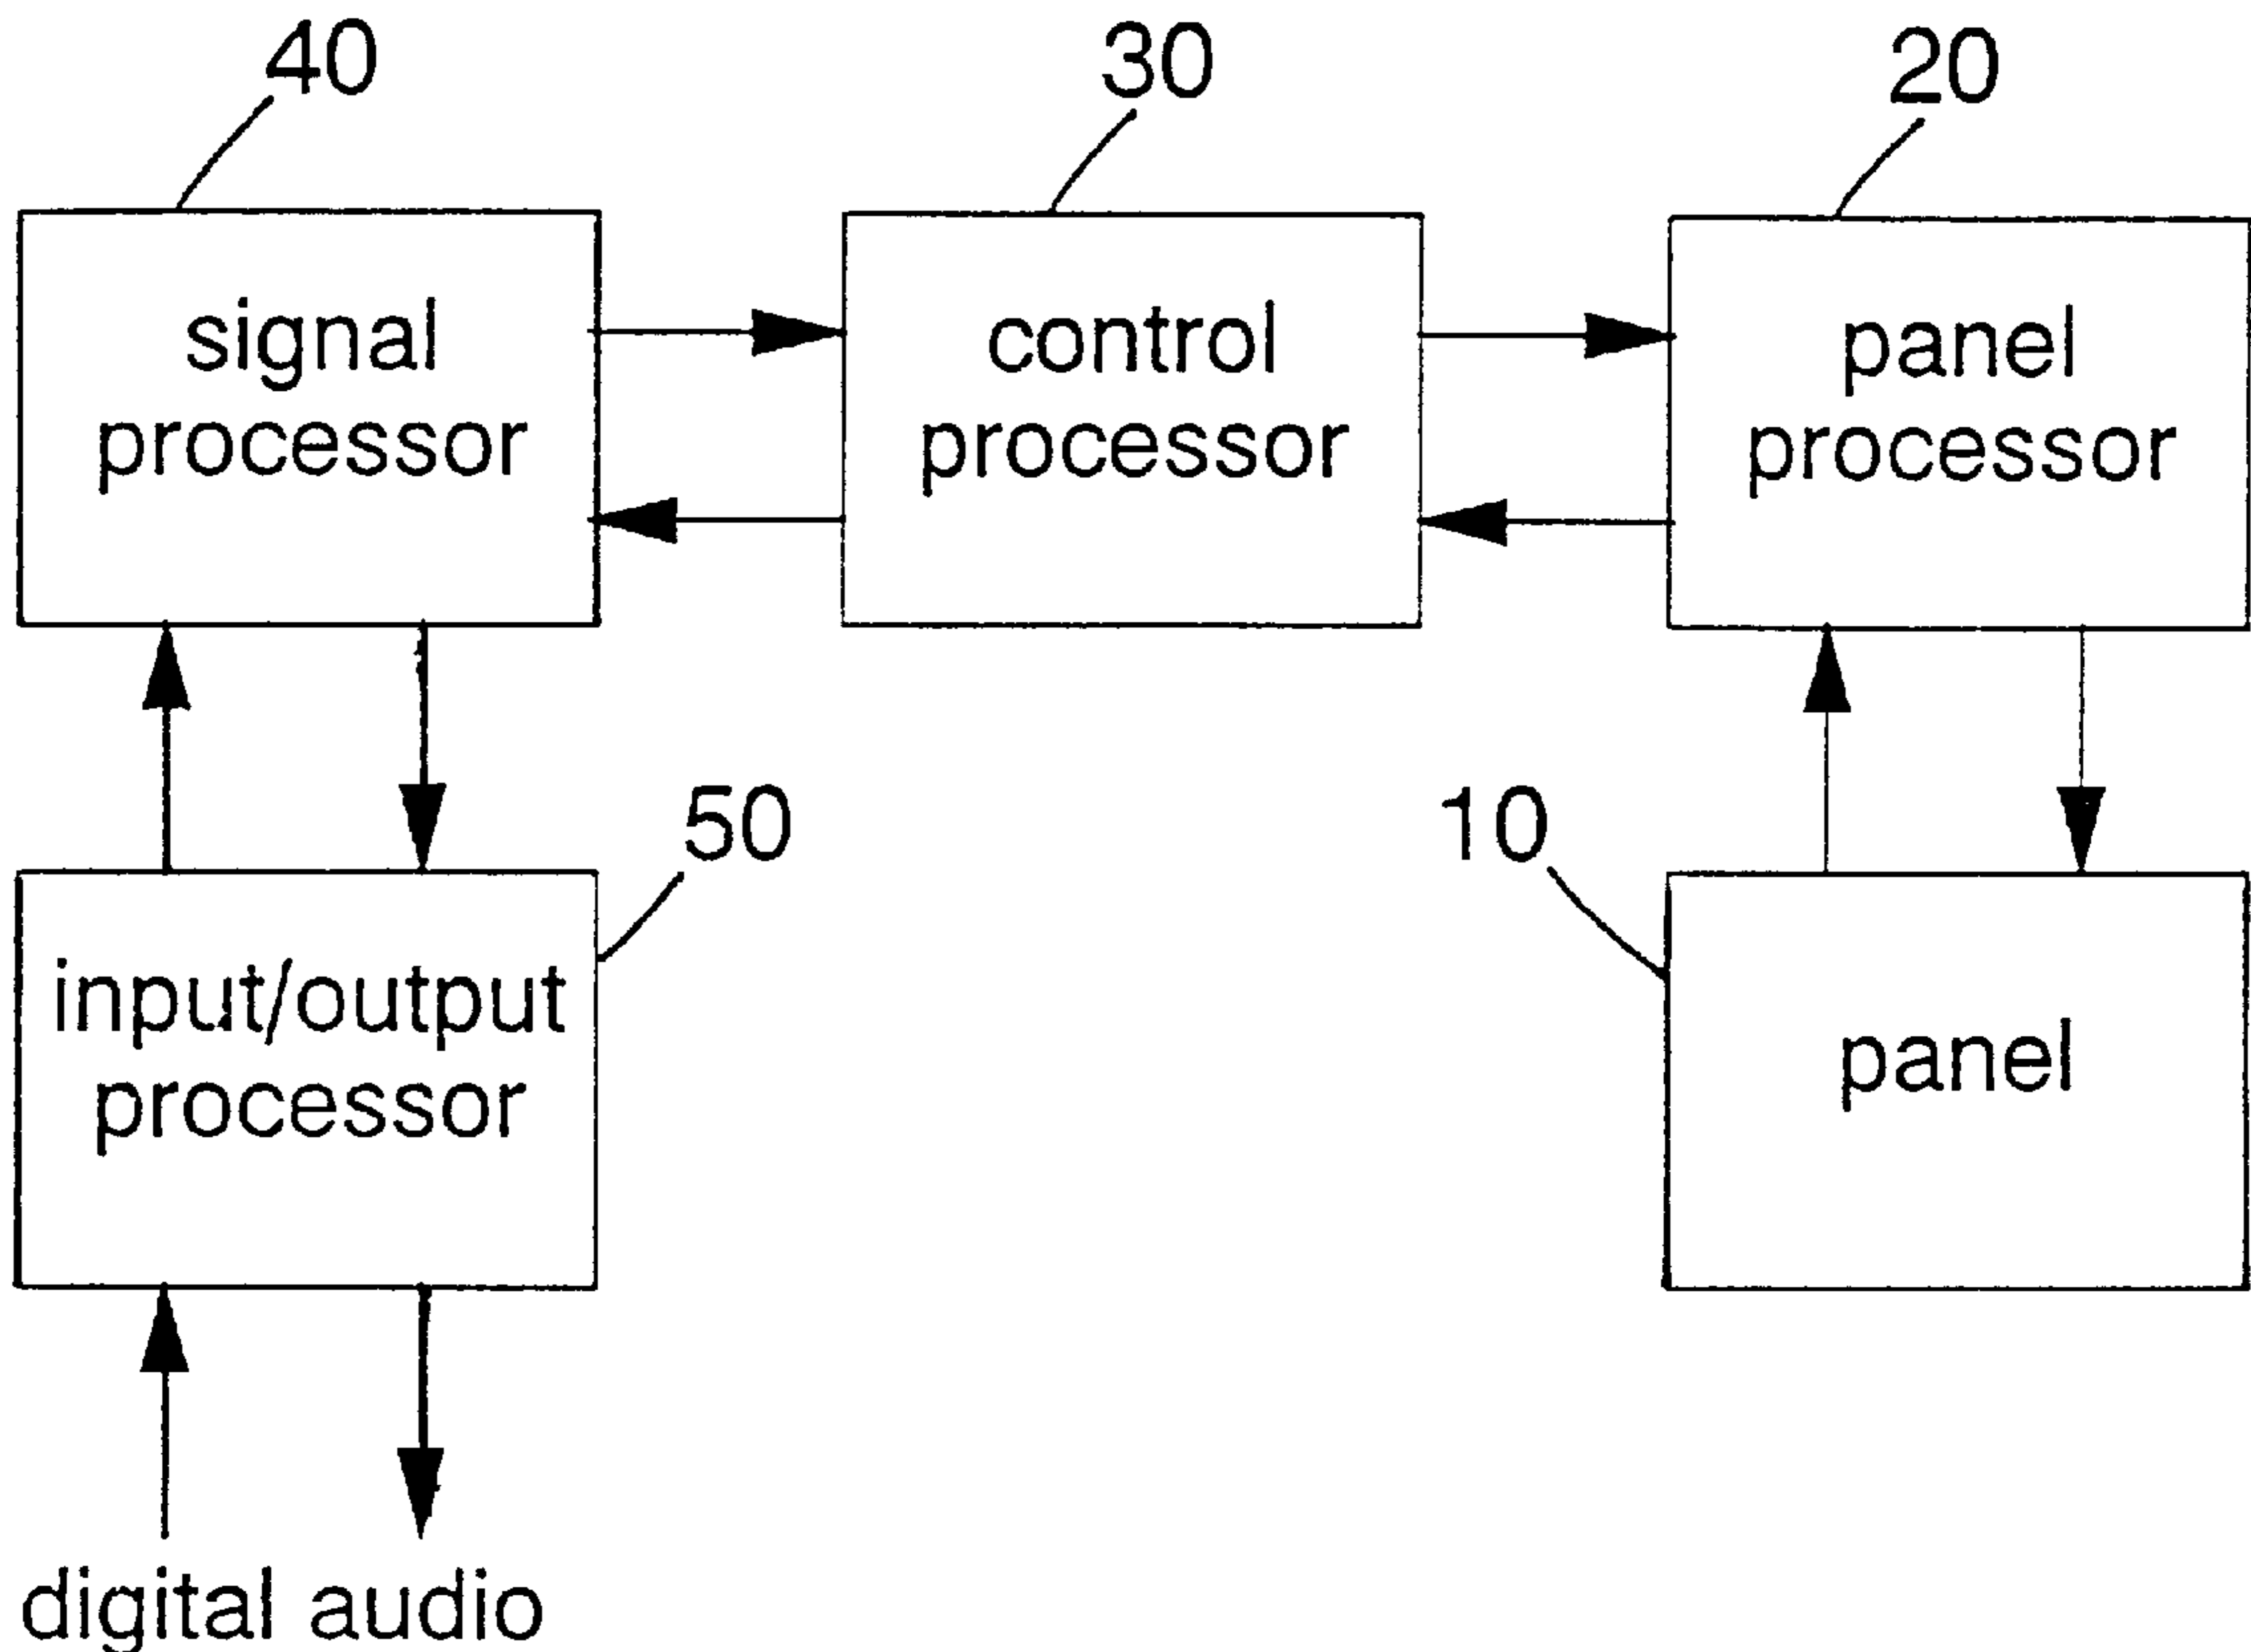 40
30
20
signal
processor
control
processor
panel
processor
50
10
input/output
processor
panel
digital audio